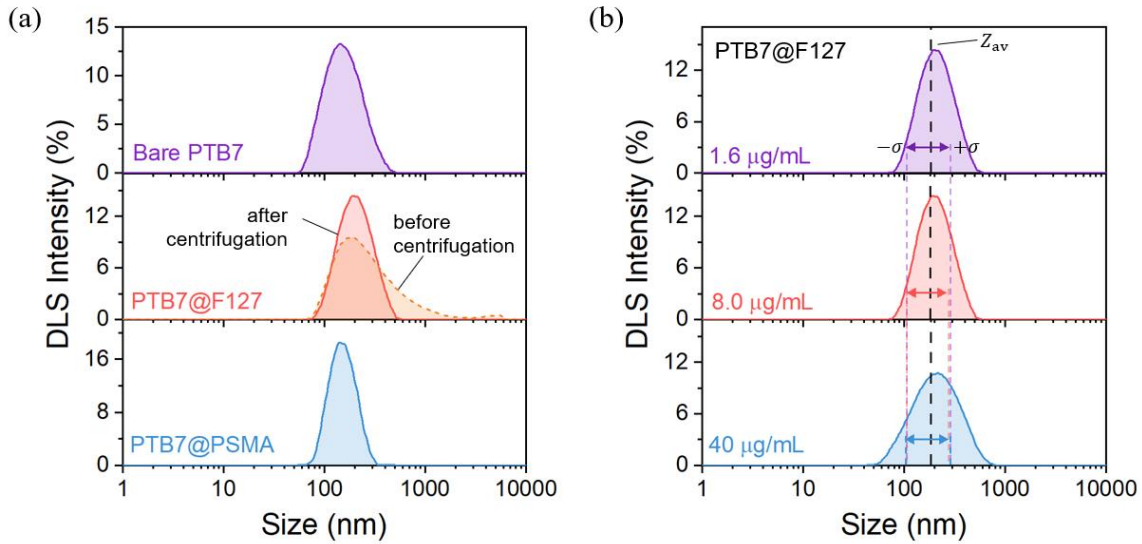 (a)
DLS Intensity (%)
15
10
5
0
Bare PTB7
12
6
0
after
centrifugation
before
centrifugation
PTB7@F127
16
8
0
PTB7@PSMA
1 10 100 1000 10000
Size (nm)
(b)
DLS Intensity (%)
PTB7@F127
Zav
12
6
0
−σ +σ
1.6 μg/mL
12
6
0
8.0 μg/mL
12
6
0
40 μg/mL
1 10 100 1000 10000
Size (nm)